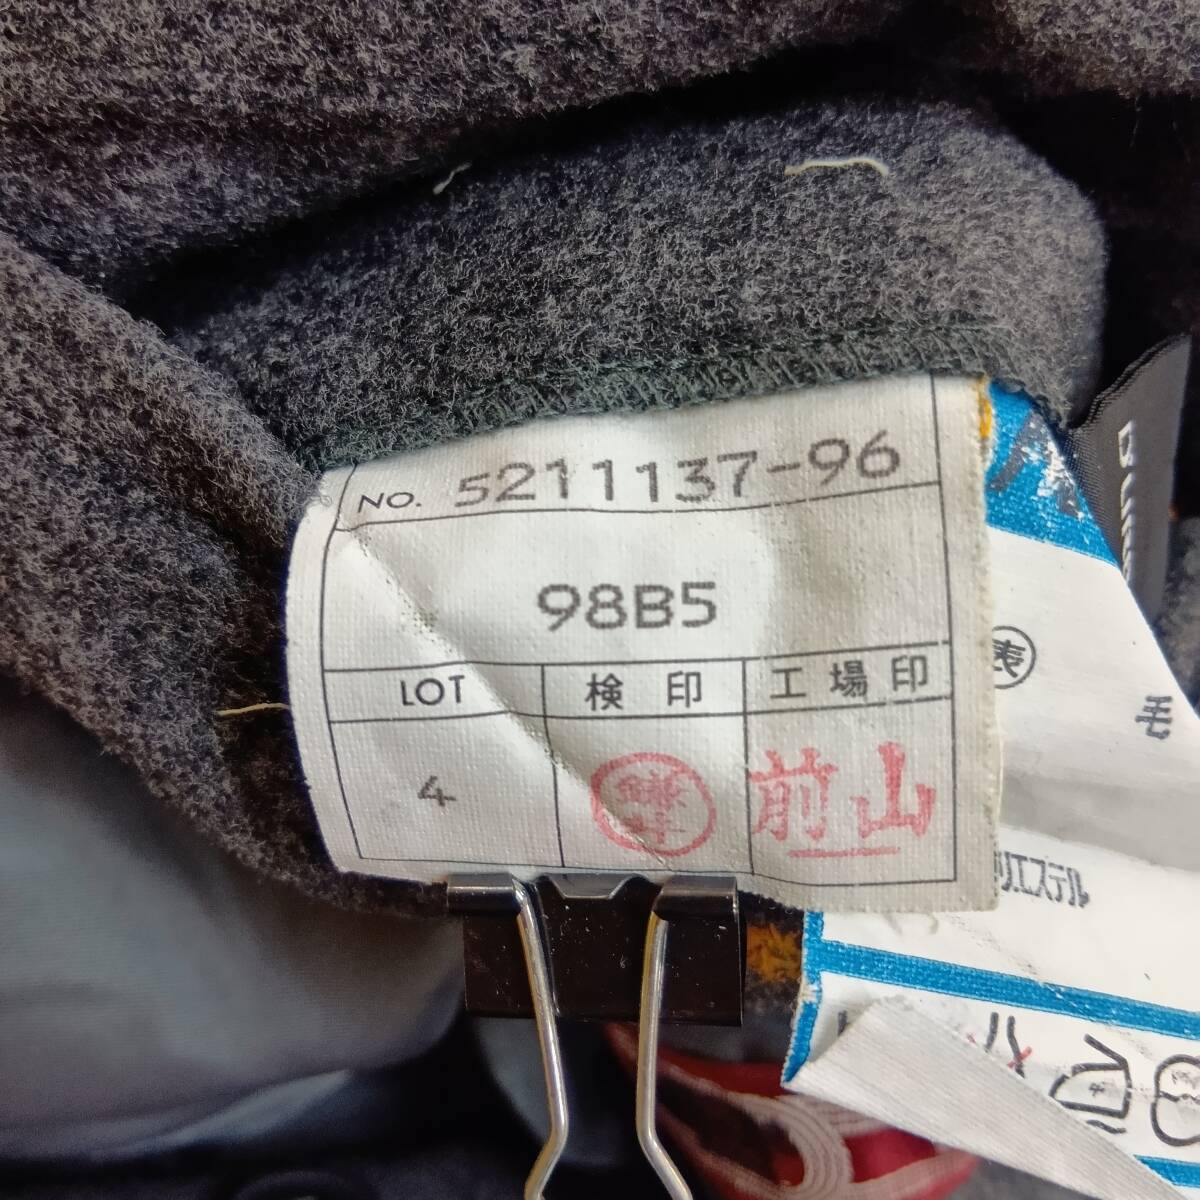 NO. 5211137-96
98B5
LOT 検印 工場印
4 前山
表
毛
リエステル